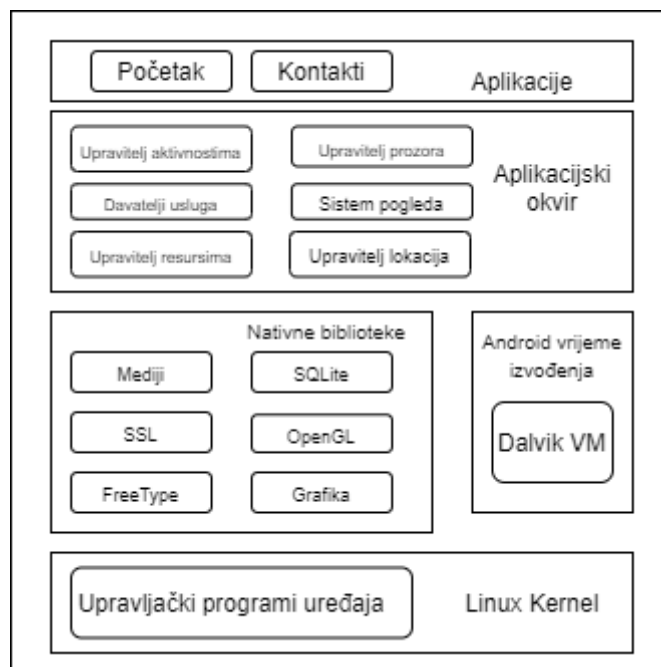 Početak
Kontakti
Aplikacije
Upravitelj aktivnostima
Upravitelj prozora
Davatelji usluga
Sistem pogleda
Upravitelj resursima
Upravitelj lokacija
Aplikacijski
okvir
Nativne biblioteke
Mediji
SQLite
SSL
OpenGL
FreeType
Grafika
Android vrijeme
izvođenja
Dalvik VM
Upravljački programi uređaja
Linux Kernel